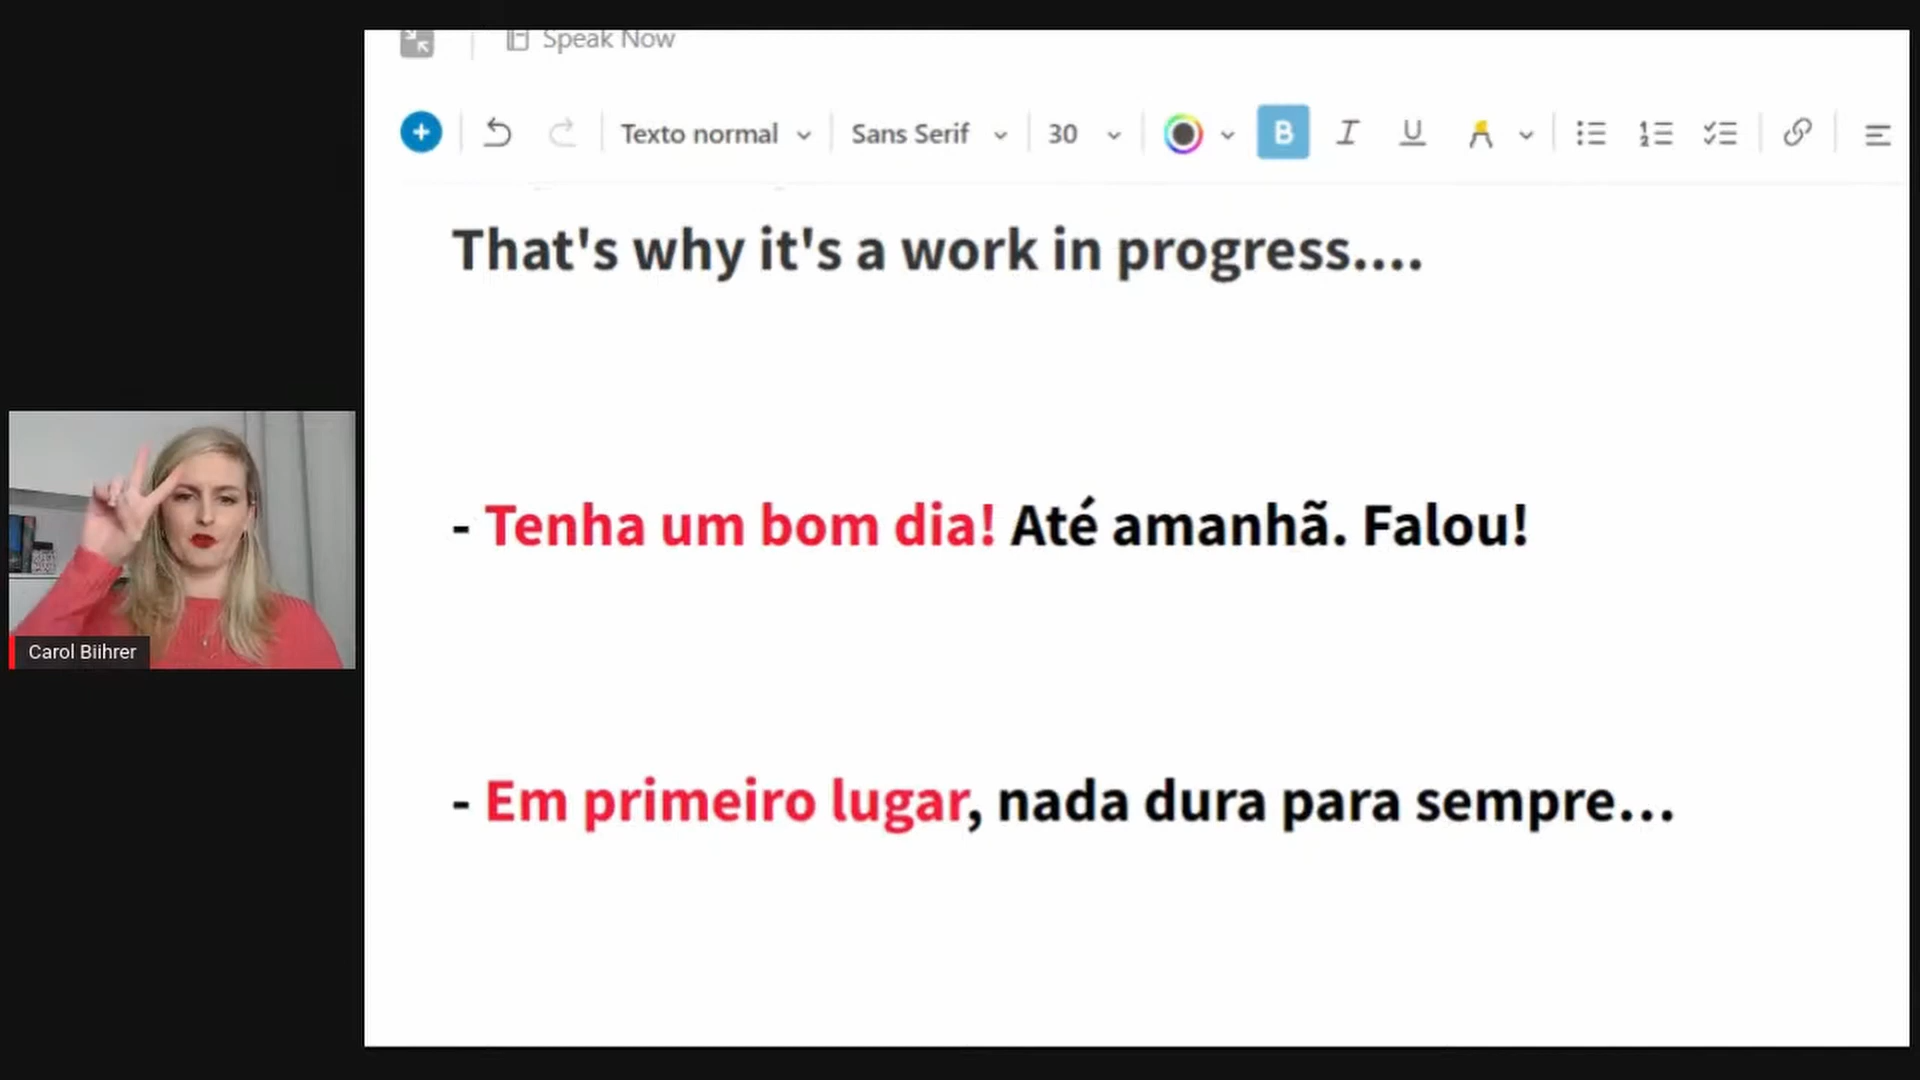 Speak Now
Texto normal Sans Serif 30 B I U A
That's why it's a work in progress....
- Tenha um bom dia! Até amanhã. Falou!
- Em primeiro lugar, nada dura para sempre...
Carol Biihrer